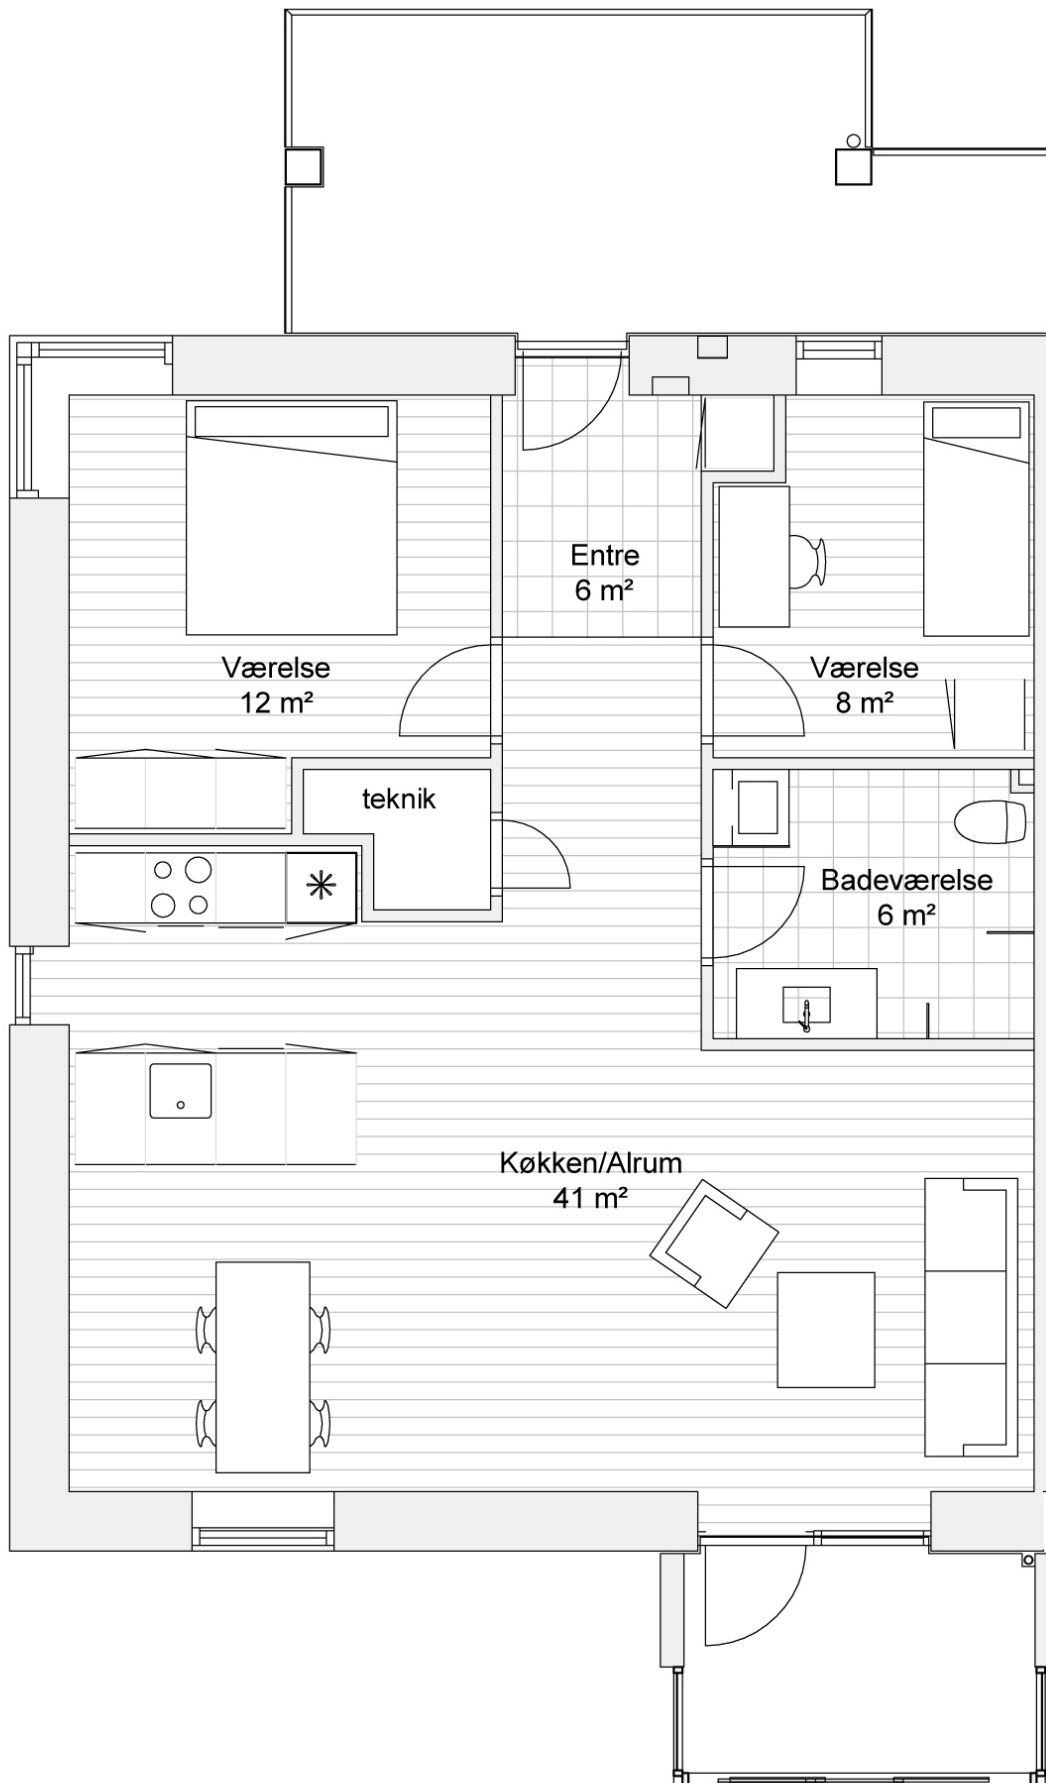 Entre
6 m²
Værelse
12 m²
Værelse
8 m²
teknik
Badeværelse
6 m²
Køkken/Alrum
41 m²